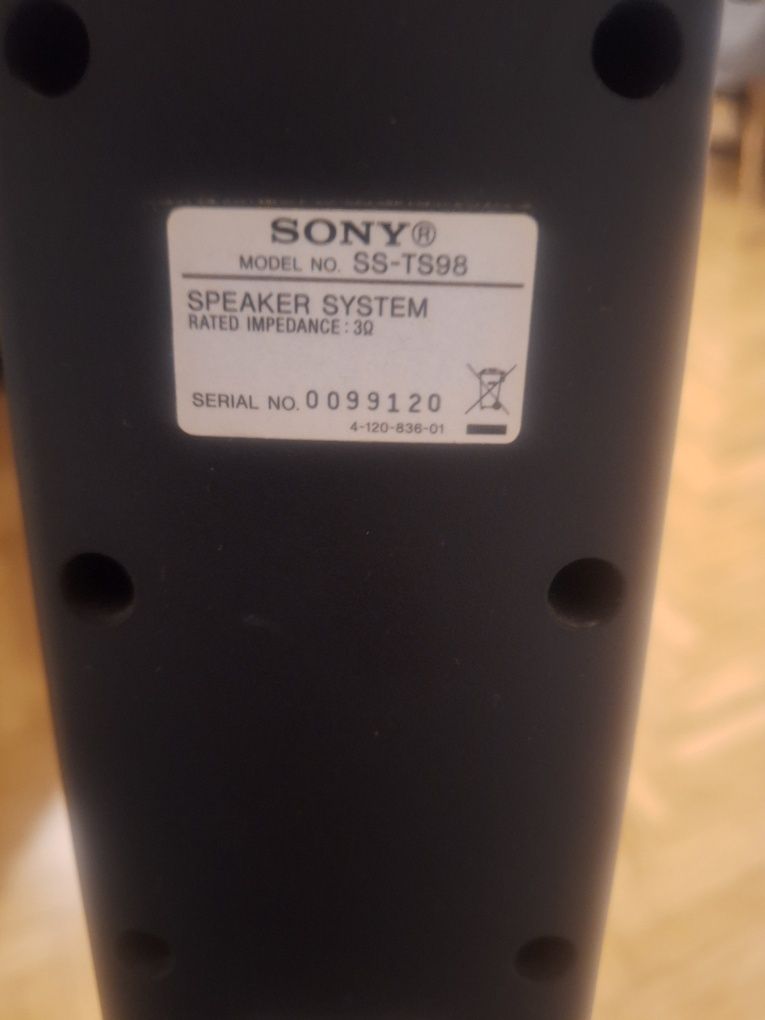 SONY®
MODEL NO. SS-TS98
SPEAKER SYSTEM
RATED IMPEDANCE : 3Ω
SERIAL NO. 0099120
4-120-836-01